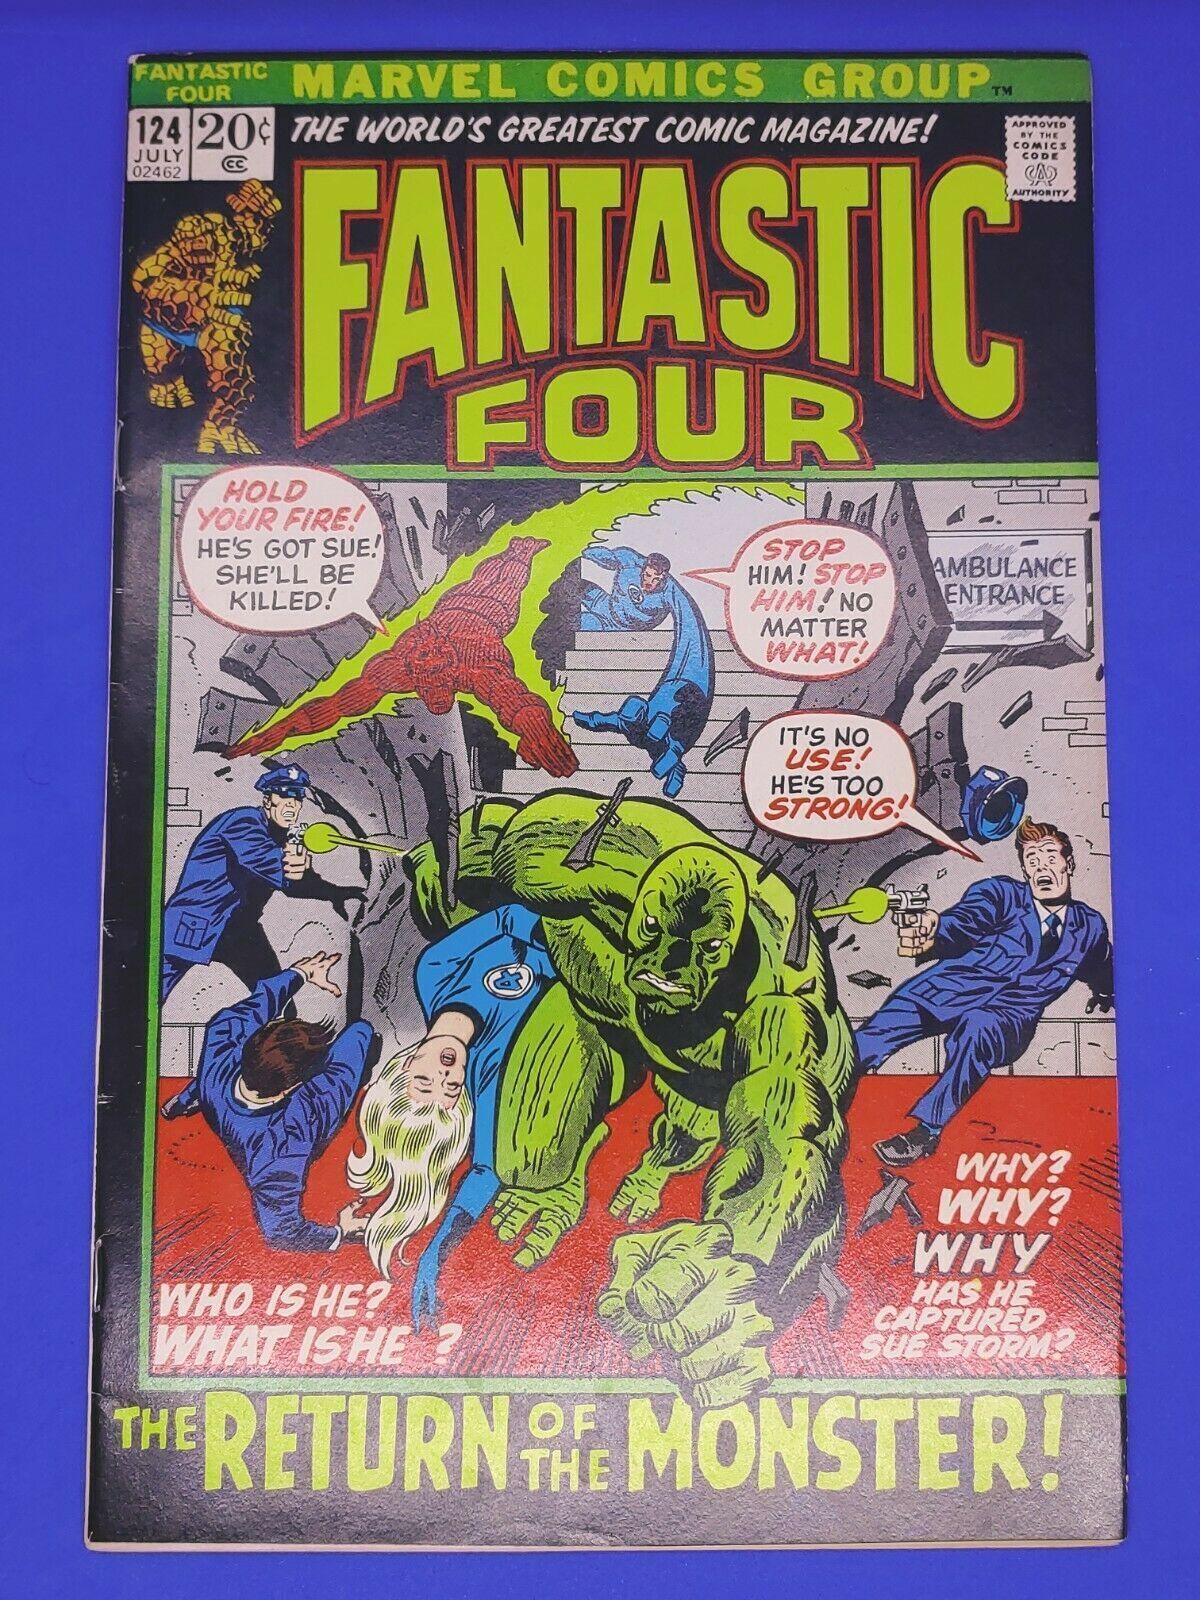 FANTASTIC
FOUR
MARVEL COMICS GROUP™
124
JULY
02462
20¢
CC
THE WORLD'S GREATEST COMIC MAGAZINE!
APPROVED
BY THE
COMICS
CODE
CA
AUTHORITY
FANTASTIC
FOUR
HOLD
YOUR FIRE!
HE'S GOT SUE!
SHE'LL BE
KILLED!
STOP
HIM! STOP
HIM! NO
MATTER
WHAT!
AMBULANCE
ENTRANCE
IT'S NO
USE!
HE'S TOO
STRONG!
4
WHO IS HE?
WHAT IS HE?
WHY?
WHY?
WHY
HAS HE
CAPTURED
SUE STORM?
THE RETURN OF THE MONSTER!